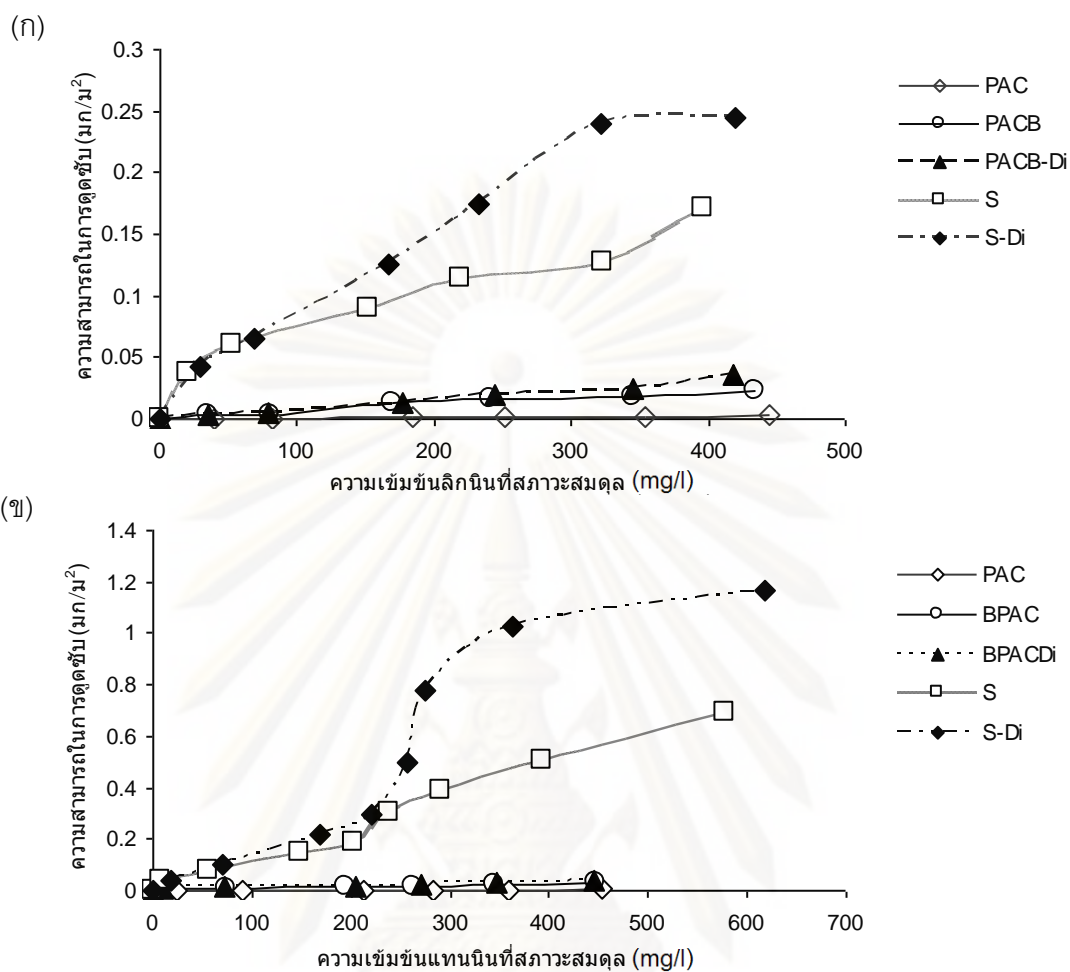 (ก)
ความสามารถในการดูดซับ (มก/ม²)
0.3
0.25
0.2
0.15
0.1
0.05
0
0 100 200 300 400 500
ความเข้มข้นลิกนินที่สภาวะสมดุล (mg/l)
PAC
PACB
PACB-Di
S
S-Di
(ข)
ความสามารถในการดูดซับ (มก/ม²)
1.4
1.2
1
0.8
0.6
0.4
0.2
0
0 100 200 300 400 500 600 700
ความเข้มข้นแทนนินที่สภาวะสมดุล (mg/l)
PAC
BPAC
BPACDi
S
S-Di